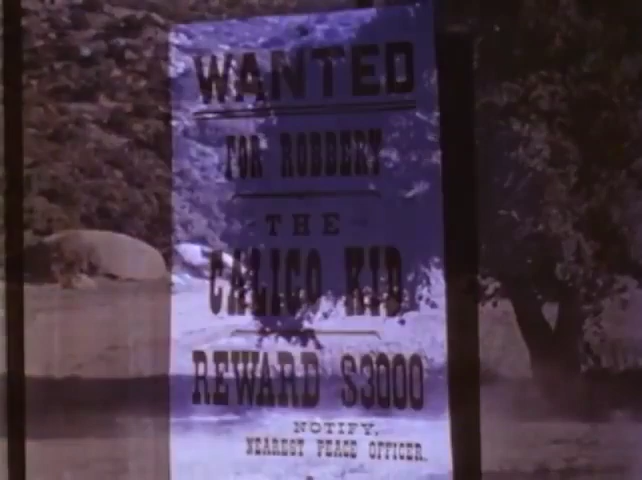 WANTED
FOR ROBBERY
THE
CALICO KID
REWARD $3000
NOTIFY,
NEAREST PEACE OFFICER.